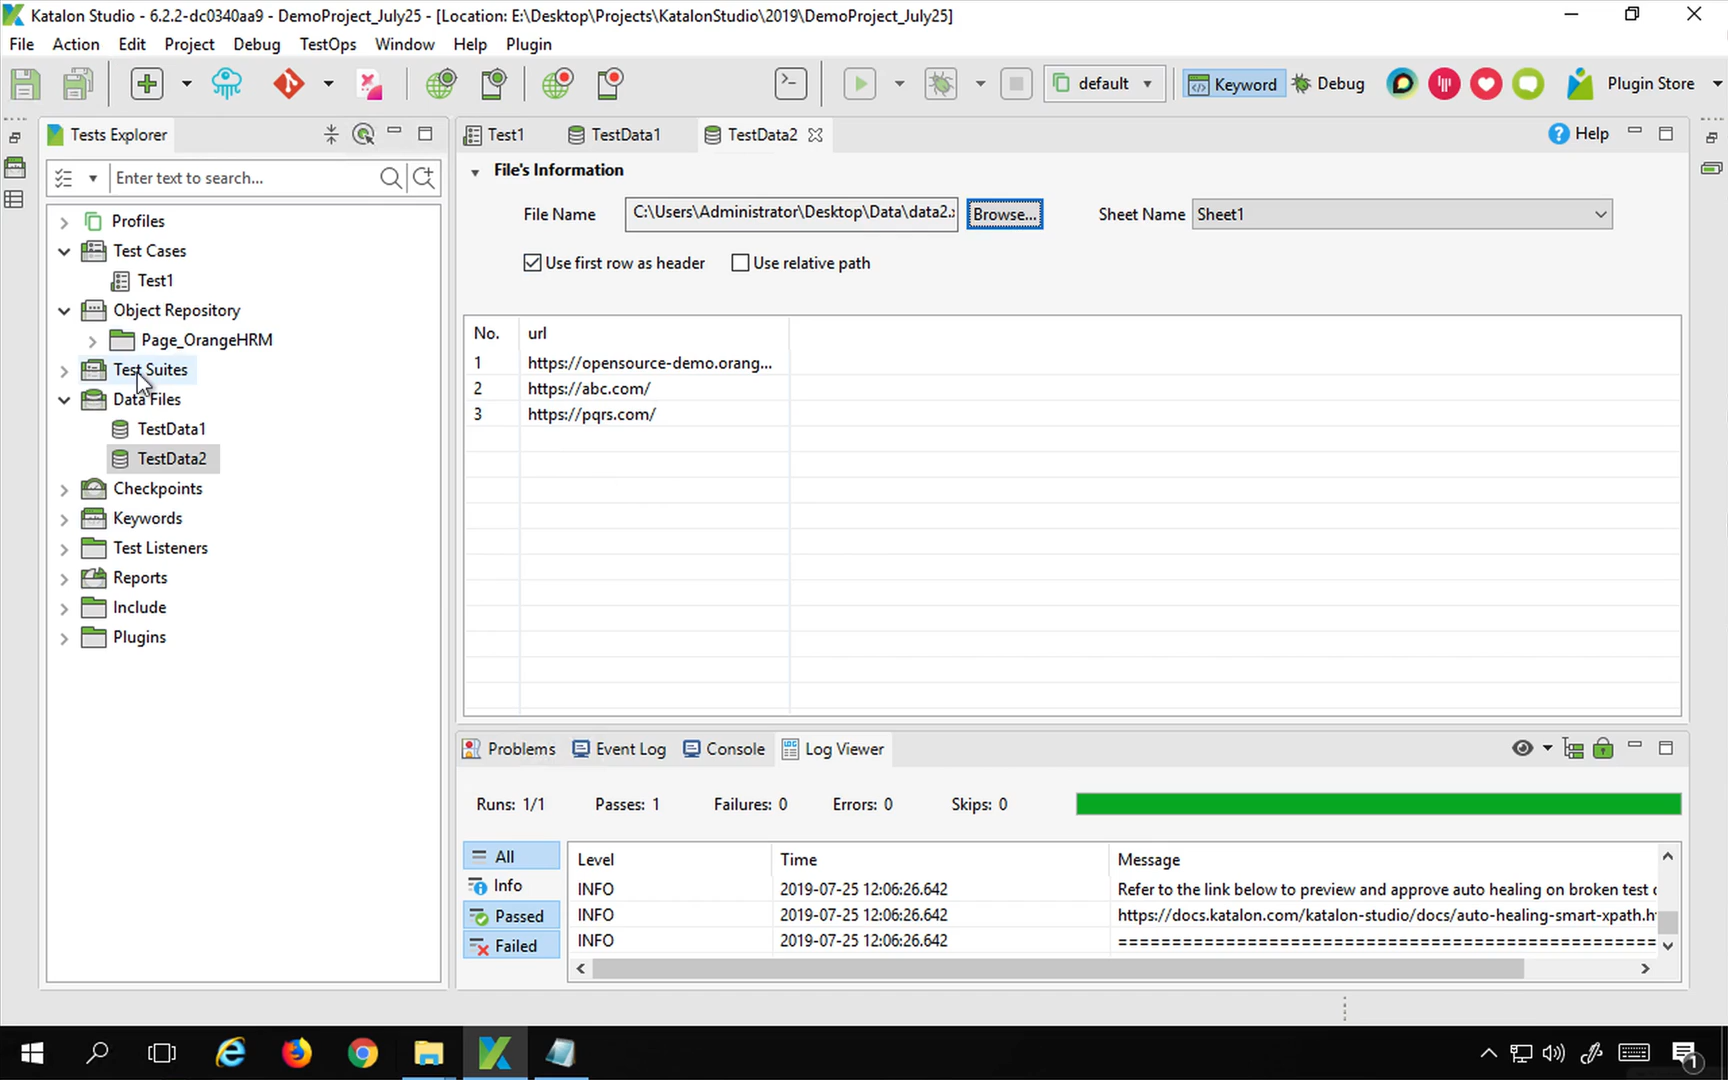 Katalon Studio - 6.2.2-dc0340aa9 - DemoProject_July25 - [Location: E:\Desktop\Projects\KatalonStudio\2019\DemoProject_July25]
File Action Edit Project Debug TestOps Window Help Plugin
default Keyword Debug Plugin Store
Tests Explorer
Test1 TestData1 TestData2 Help
Enter text to search...
File's Information
File Name C:\Users\Administrator\Desktop\Data\data2.x Browse... Sheet Name Sheet1
Use first row as header Use relative path
Profiles
Test Cases
Test1
Object Repository
Page_OrangeHRM
Test Suites
Data Files
TestData1
TestData2
Checkpoints
Keywords
Test Listeners
Reports
Include
Plugins
No. url
1 https://opensource-demo.orang...
2 https://abc.com/
3 https://pqrs.com/
Problems Event Log Console LOG Log Viewer
Runs: 1/1 Passes: 1 Failures: 0 Errors: 0 Skips: 0
All
Info
Passed
Failed
Level Time Message
INFO 2019-07-25 12:06:26.642 Refer to the link below to preview and approve auto healing on broken test
INFO 2019-07-25 12:06:26.642 https://docs.katalon.com/katalon-studio/docs/auto-healing-smart-xpath.h
INFO 2019-07-25 12:06:26.642 ==================================================
1